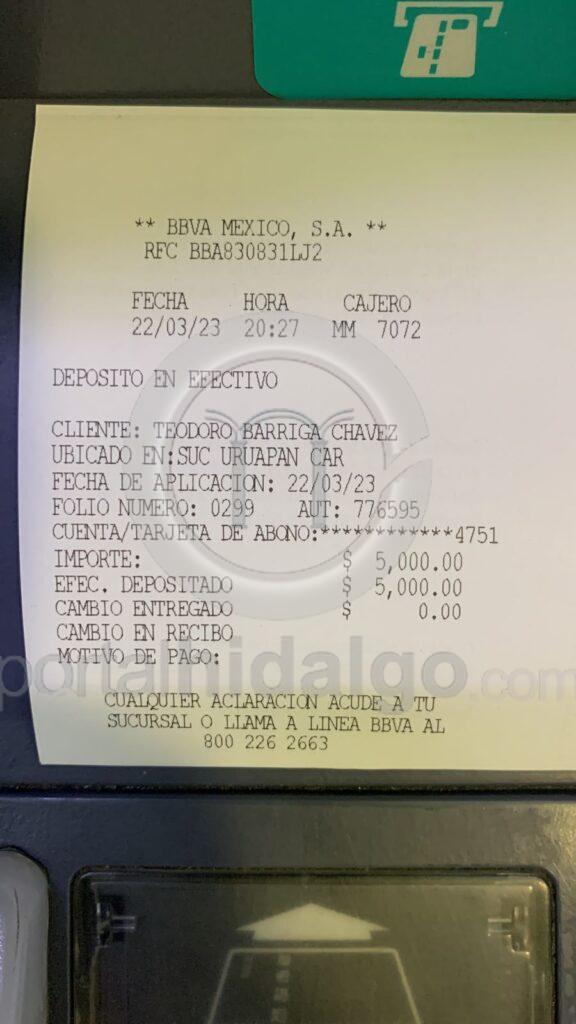 ** BBVA MEXICO, S.A. **
RFC BBA830831LJ2
FECHA HORA CAJERO
22/03/23 20:27 MM 7072
DEPOSITO EN EFECTIVO
CLIENTE: TEODORO BARRIGA CHAVEZ
UBICADO EN:SUC URUAPAN CAR
FECHA DE APLICACION: 22/03/23
FOLIO NUMERO: 0299 AUT: 776595
CUENTA/TARJETA DE ABONO:************4751
IMPORTE: $ 5,000.00
EFEC. DEPOSITADO $ 5,000.00
CAMBIO ENTREGADO $ 0.00
CAMBIO EN RECIBO
MOTIVO DE PAGO:
portalhidalgo.com
CUALQUIER ACLARACION ACUDE A TU
SUCURSAL O LLAMA A LINEA BBVA AL
800 226 2663